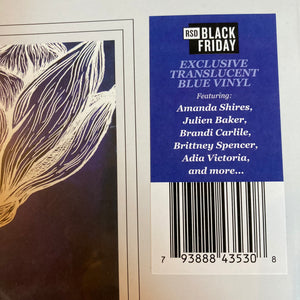 RSD BLACK
FRIDAY
EXCLUSIVE
TRANSLUCENT
BLUE VINYL
Featuring:
Amanda Shires,
Julien Baker,
Brandi Carlile,
Brittney Spencer,
Adia Victoria,
and more...
7 93888 43530 8